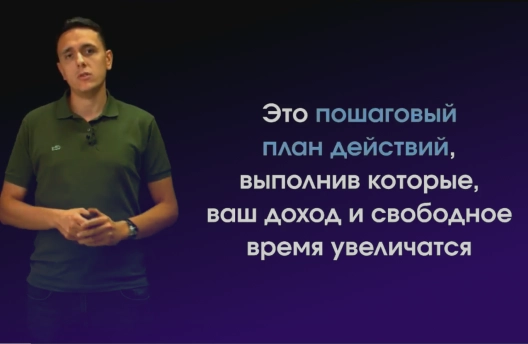 Это пошаговый
план действий,
выполнив которые,
ваш доход и свободное
время увеличатся